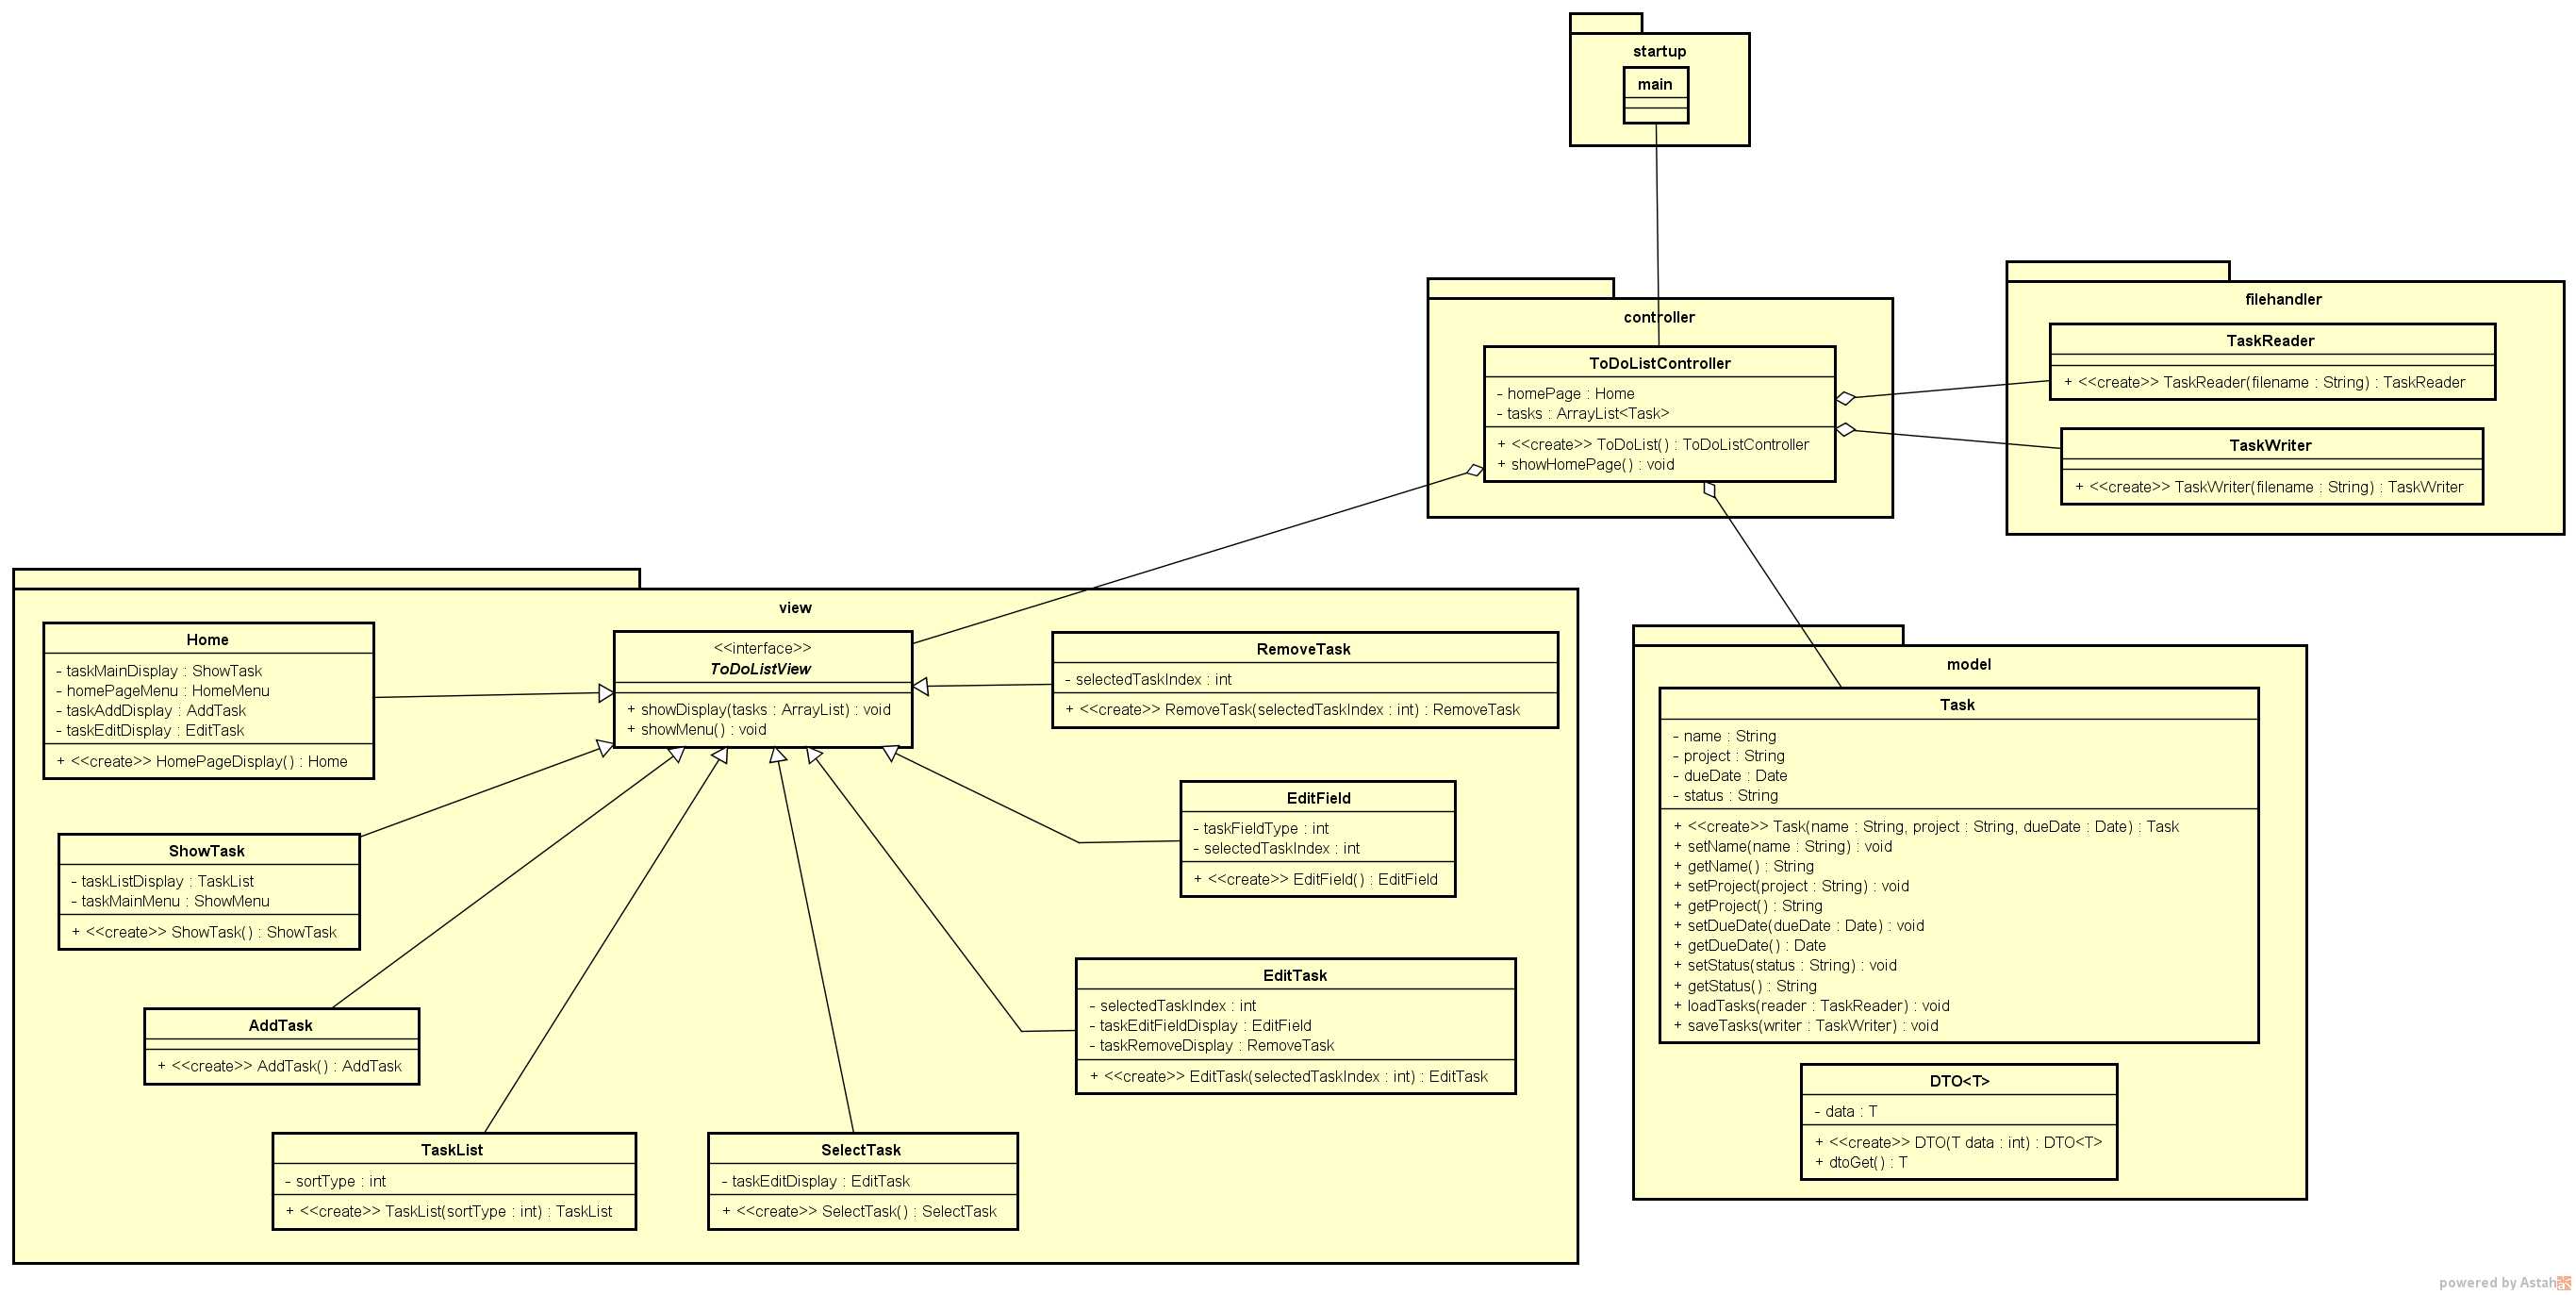 startup
main
controller
ToDoListController
- homePage : Home
- tasks : ArrayList<Task>
+ <<create>> ToDoList() : ToDoListController
+ showHomePage() : void
filehandler
TaskReader
+ <<create>> TaskReader(filename : String) : TaskReader
TaskWriter
+ <<create>> TaskWriter(filename : String) : TaskWriter
view
Home
- taskMainDisplay : ShowTask
- homePageMenu : HomeMenu
- taskAddDisplay : AddTask
- taskEditDisplay : EditTask
+ <<create>> HomePageDisplay() : Home
<<interface>>
ToDoListView
+ showDisplay(tasks : ArrayList) : void
+ showMenu() : void
RemoveTask
- selectedTaskIndex : int
+ <<create>> RemoveTask(selectedTaskIndex : int) : RemoveTask
EditField
- taskFieldType : int
- selectedTaskIndex : int
+ <<create>> EditField() : EditField
ShowTask
- taskListDisplay : TaskList
- taskMainMenu : ShowMenu
+ <<create>> ShowTask() : ShowTask
EditTask
- selectedTaskIndex : int
- taskEditFieldDisplay : EditField
- taskRemoveDisplay : RemoveTask
+ <<create>> EditTask(selectedTaskIndex : int) : EditTask
AddTask
+ <<create>> AddTask() : AddTask
TaskList
- sortType : int
+ <<create>> TaskList(sortType : int) : TaskList
SelectTask
- taskEditDisplay : EditTask
+ <<create>> SelectTask() : SelectTask
model
Task
- name : String
- project : String
- dueDate : Date
- status : String
+ <<create>> Task(name : String, project : String, dueDate : Date) : Task
+ setName(name : String) : void
+ getName() : String
+ setProject(project : String) : void
+ getProject() : String
+ setDueDate(dueDate : Date) : void
+ getDueDate() : Date
+ setStatus(status : String) : void
+ getStatus() : String
+ loadTasks(reader : TaskReader) : void
+ saveTasks(writer : TaskWriter) : void
DTO<T>
- data : T
+ <<create>> DTO(T data : int) : DTO<T>
+ dtoGet() : T
powered by Astah